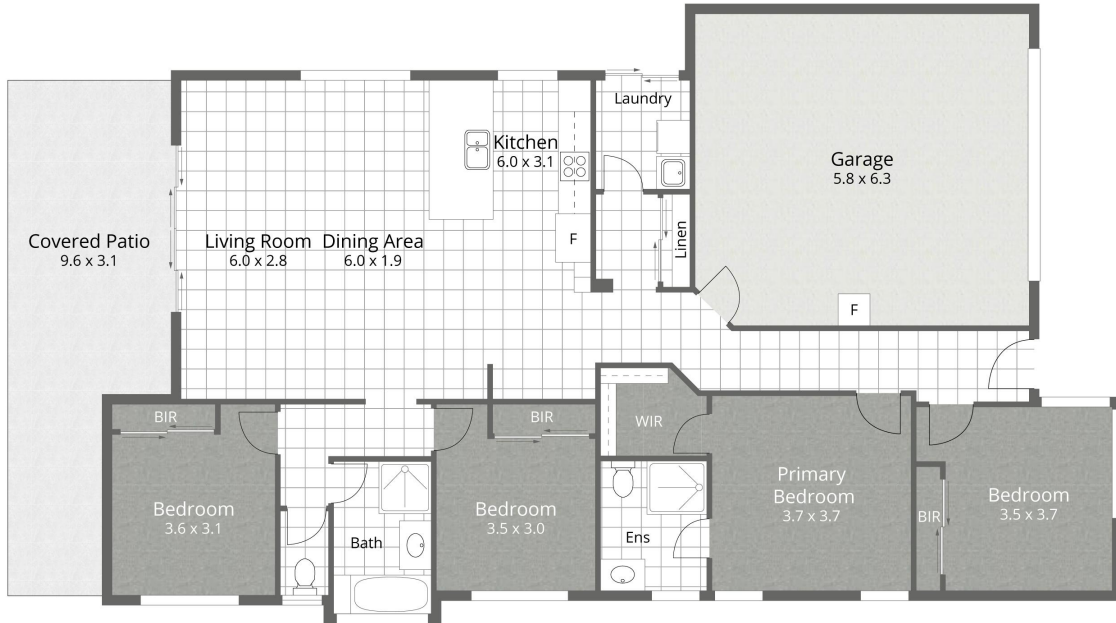 Laundry
Kitchen
6.0 x 3.1
Garage
5.8 x 6.3
Covered Patio
9.6 x 3.1
Living Room
6.0 x 2.8
Dining Area
6.0 x 1.9
F
Linen
F
BIR
BIR
WIR
Bedroom
3.6 x 3.1
Bath
Bedroom
3.5 x 3.0
Ens
Primary
Bedroom
3.7 x 3.7
BIR
Bedroom
3.5 x 3.7